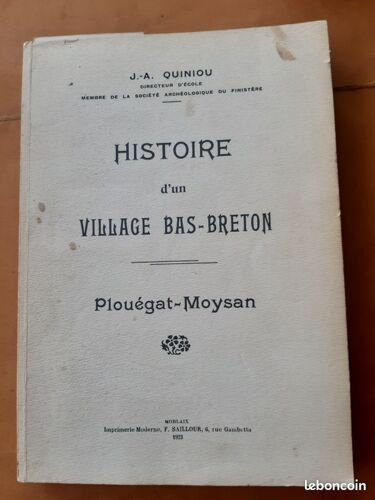 J.-A. QUINIOU
DIRECTEUR D'ÉCOLE
MEMBRE DE LA SOCIÉTÉ ARCHÉOLOGIQUE DU FINISTÈRE
HISTOIRE
d'un
VILLAGE BAS-BRETON
Plouégat-Moysan
MORLAIX
Imprimerie Moderne, F. SAILLOUR, 6, rue Gambetta
1923
leboncoin